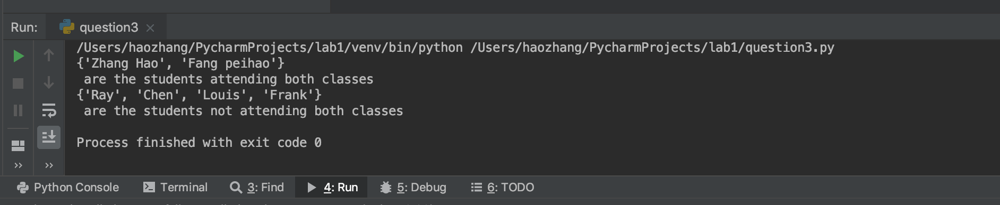 Run: question3
/Users/haozhang/PycharmProjects/lab1/venv/bin/python /Users/haozhang/PycharmProjects/lab1/question3.py
{'Zhang Hao', 'Fang peihao'}
 are the students attending both classes
{'Ray', 'Chen', 'Louis', 'Frank'}
 are the students not attending both classes
Process finished with exit code 0
Python Console Terminal 3: Find 4: Run 5: Debug 6: TODO